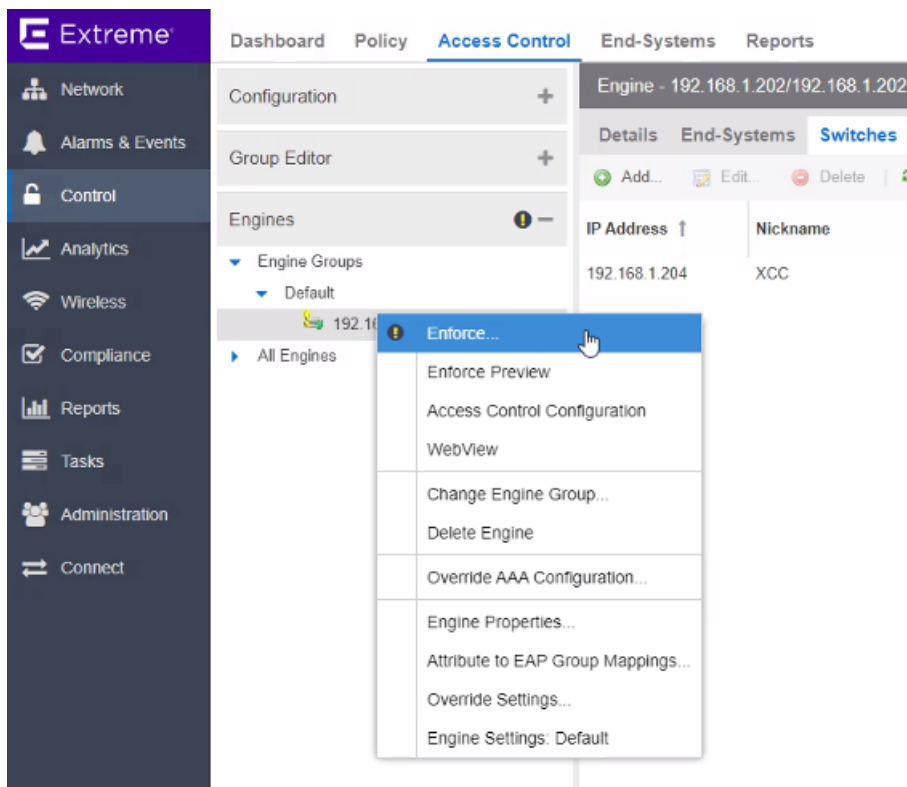 Extreme
Dashboard Policy Access Control End-Systems Reports
Network
Alarms & Events
Control
Analytics
Wireless
Compliance
Reports
Tasks
Administration
Connect
Configuration
Group Editor
Engines
Engine Groups
Default
All Engines
Engine - 192.168.1.202/192.168.1.202
Details End-Systems Switches
Add... Edit... Delete
IP Address Nickname
192.168.1.204 XCC
Enforce...
Enforce Preview
Access Control Configuration
WebView
Change Engine Group...
Delete Engine
Override AAA Configuration...
Engine Properties...
Attribute to EAP Group Mappings...
Override Settings...
Engine Settings: Default